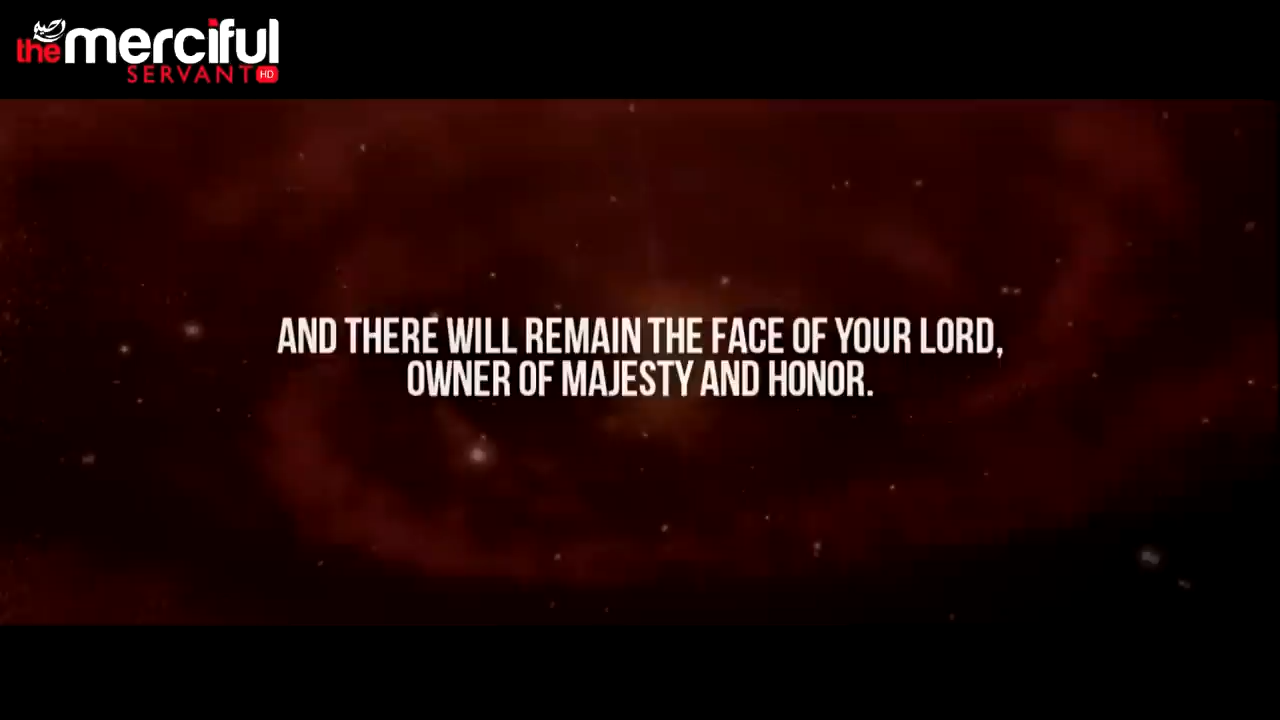 the merciful
SERVANT HD
AND THERE WILL REMAIN THE FACE OF YOUR LORD,
OWNER OF MAJESTY AND HONOR.